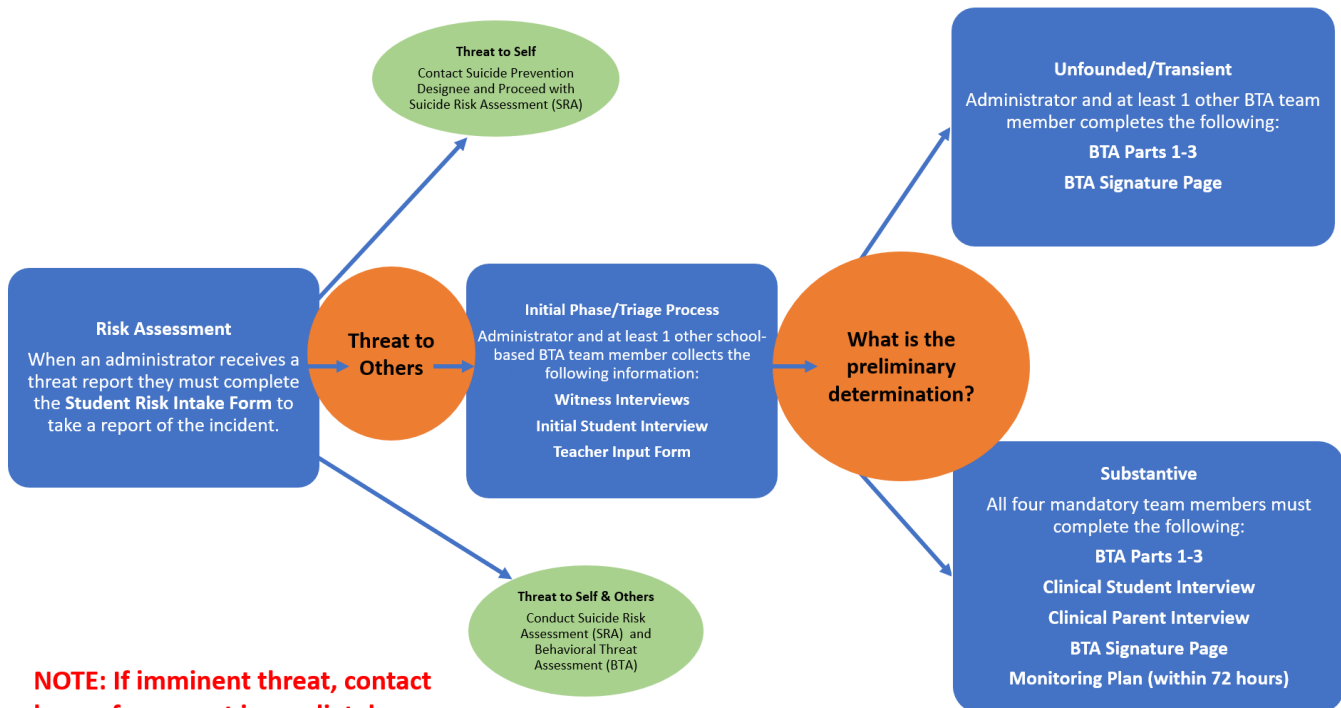 Threat to Self
Contact Suicide Prevention
Designee and Proceed with
Suicide Risk Assessment (SRA)
Unfounded/Transient
Administrator and at least 1 other BTA team
member completes the following:
BTA Parts 1-3
BTA Signature Page
Risk Assessment
When an administrator receives a
threat report they must complete
the Student Risk Intake Form to
take a report of the incident.
Threat to
Others
Initial Phase/Triage Process
Administrator and at least 1 other school-
based BTA team member collects the
following information:
Witness Interviews
Initial Student Interview
Teacher Input Form
What is the
preliminary
determination?
Substantive
All four mandatory team members must
complete the following:
BTA Parts 1-3
Clinical Student Interview
Clinical Parent Interview
BTA Signature Page
Monitoring Plan (within 72 hours)
Threat to Self & Others
Conduct Suicide Risk
Assessment (SRA) and
Behavioral Threat
Assessment (BTA)
NOTE: If imminent threat, contact